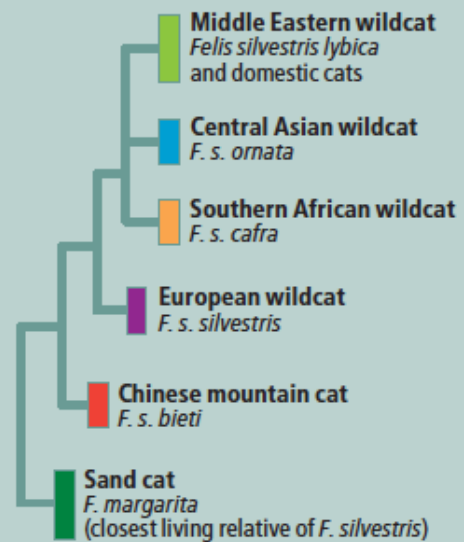 Middle Eastern wildcat
Felis silvestris lybica
and domestic cats
Central Asian wildcat
F. s. ornata
Southern African wildcat
F. s. cafra
European wildcat
F. s. silvestris
Chinese mountain cat
F. s. bieti
Sand cat
F. margarita
(closest living relative of F. silvestris)